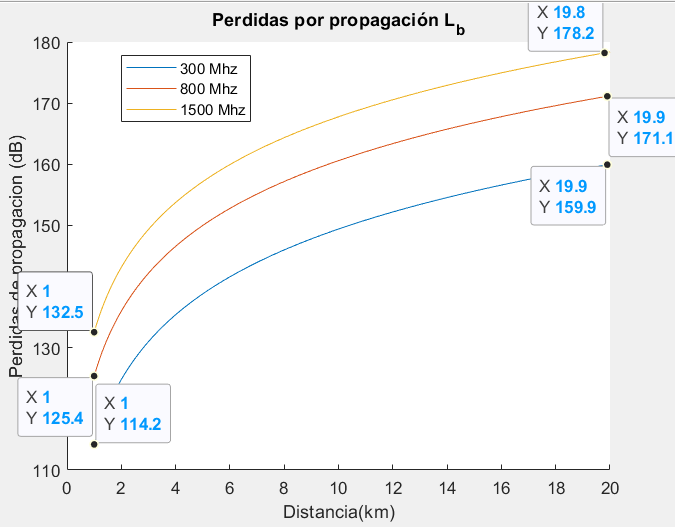 Perdidas por propagación L_b
X 19.8
Y 178.2
180
300 Mhz
800 Mhz
1500 Mhz
170
X 19.9
Y 171.1
160
X 19.9
Y 159.9
150
Perdidas de propagacion (dB)
X 1
Y 132.5
130
X 1
Y 125.4
X 1
Y 114.2
110
0 2 4 6 8 10 12 14 16 18 20
Distancia(km)